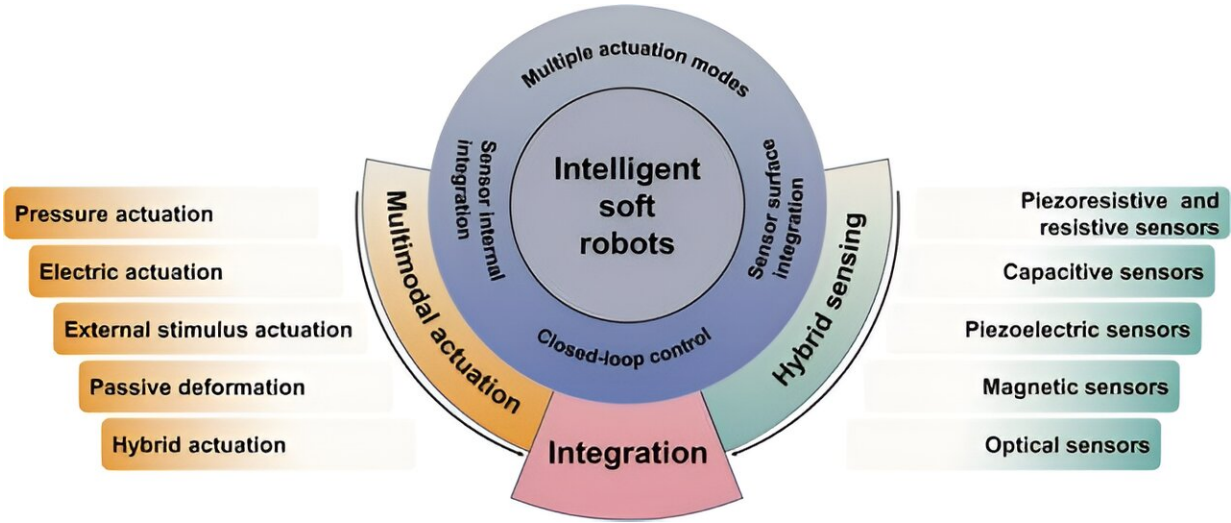 Multiple actuation modes
Sensor internal
integration
Intelligent
soft
robots
Sensor surface
integration
Closed-loop control
Multimodal actuation
Hybrid sensing
Integration
Pressure actuation
Electric actuation
External stimulus actuation
Passive deformation
Hybrid actuation
Piezoresistive and
resistive sensors
Capacitive sensors
Piezoelectric sensors
Magnetic sensors
Optical sensors